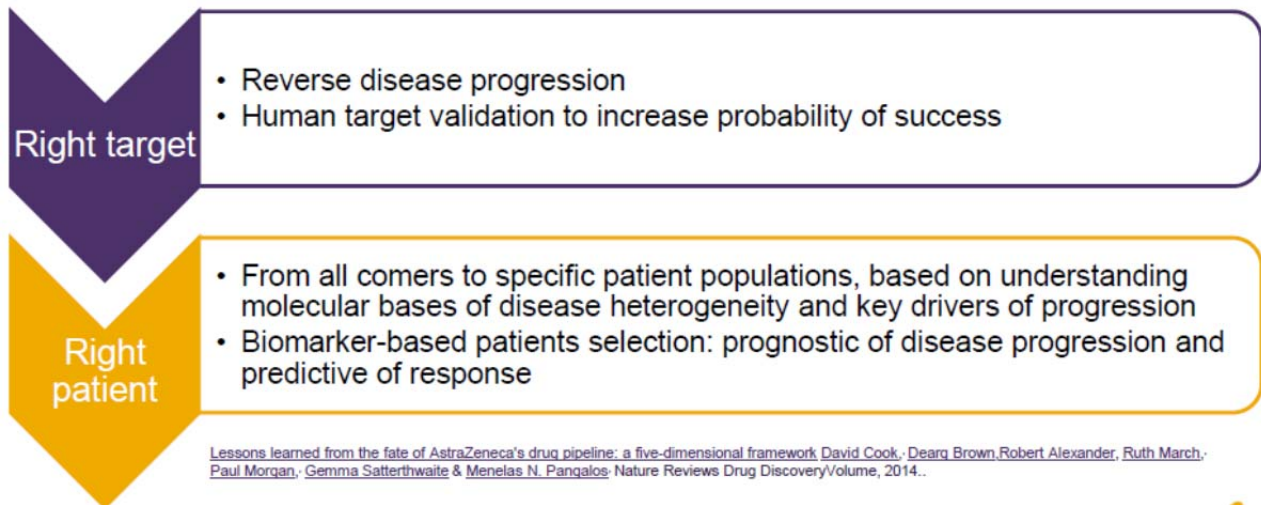 • Reverse disease progression
• Human target validation to increase probability of success
Right target
• From all comers to specific patient populations, based on understanding
molecular bases of disease heterogeneity and key drivers of progression
• Biomarker-based patients selection: prognostic of disease progression and
predictive of response
Right
patient
Lessons learned from the fate of AstraZeneca's drug pipeline: a five-dimensional framework David Cook,· Dearg Brown,Robert Alexander, Ruth March,·
Paul Morgan,· Gemma Satterthwaite & Menelas N. Pangalos· Nature Reviews Drug DiscoveryVolume, 2014..